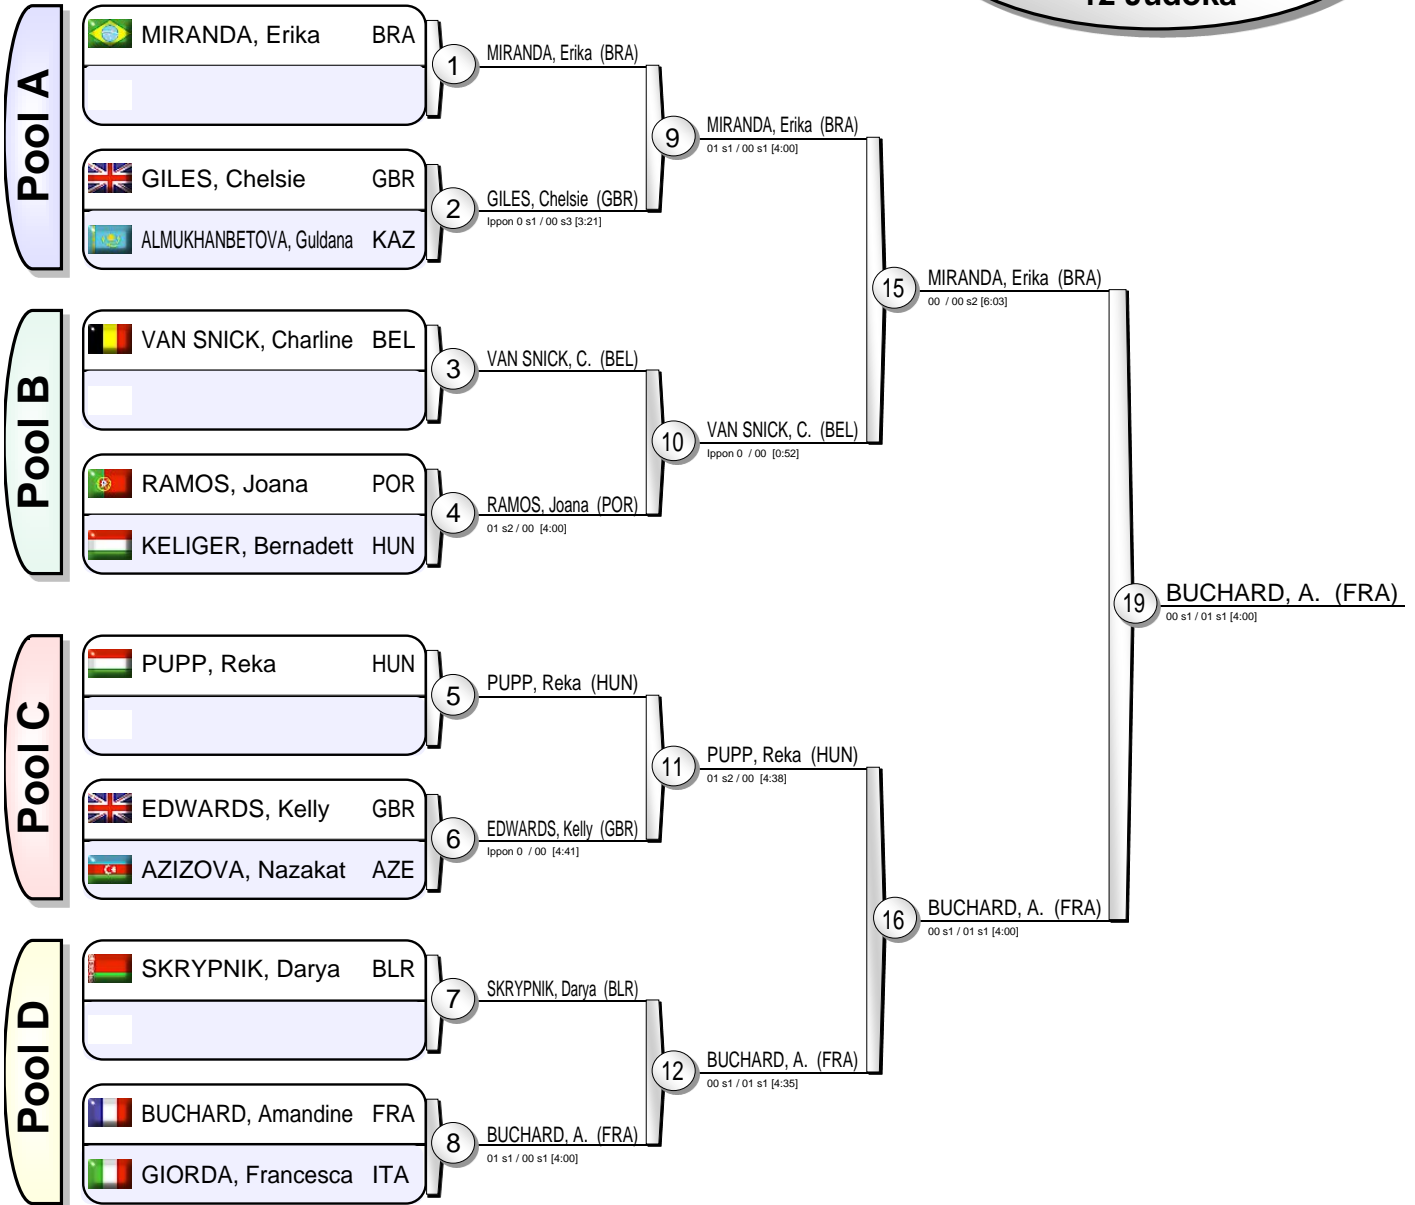 12 Judoka
Pool A
MIRANDA, Erika BRA
1
GILES, Chelsie GBR
ALMUKHANBETOVA, Guldana KAZ
2
MIRANDA, Erika (BRA)
GILES, Chelsie (GBR)
Ippon 0 s1 / 00 s3 [3:21]
9
MIRANDA, Erika (BRA)
01 s1 / 00 s1 [4:00]
Pool B
VAN SNICK, Charline BEL
3
RAMOS, Joana POR
KELIGER, Bernadett HUN
4
VAN SNICK, C. (BEL)
RAMOS, Joana (POR)
01 s2 / 00 [4:00]
10
VAN SNICK, C. (BEL)
Ippon 0 / 00 [0:52]
15
MIRANDA, Erika (BRA)
00 / 00 s2 [6:03]
Pool C
PUPP, Reka HUN
5
EDWARDS, Kelly GBR
AZIZOVA, Nazakat AZE
6
PUPP, Reka (HUN)
EDWARDS, Kelly (GBR)
Ippon 0 / 00 [4:41]
11
PUPP, Reka (HUN)
01 s2 / 00 [4:38]
Pool D
SKRYPNIK, Darya BLR
7
BUCHARD, Amandine FRA
GIORDA, Francesca ITA
8
SKRYPNIK, Darya (BLR)
BUCHARD, A. (FRA)
01 s1 / 00 s1 [4:00]
12
BUCHARD, A. (FRA)
00 s1 / 01 s1 [4:35]
16
BUCHARD, A. (FRA)
00 s1 / 01 s1 [4:00]
19
BUCHARD, A. (FRA)
00 s1 / 01 s1 [4:00]